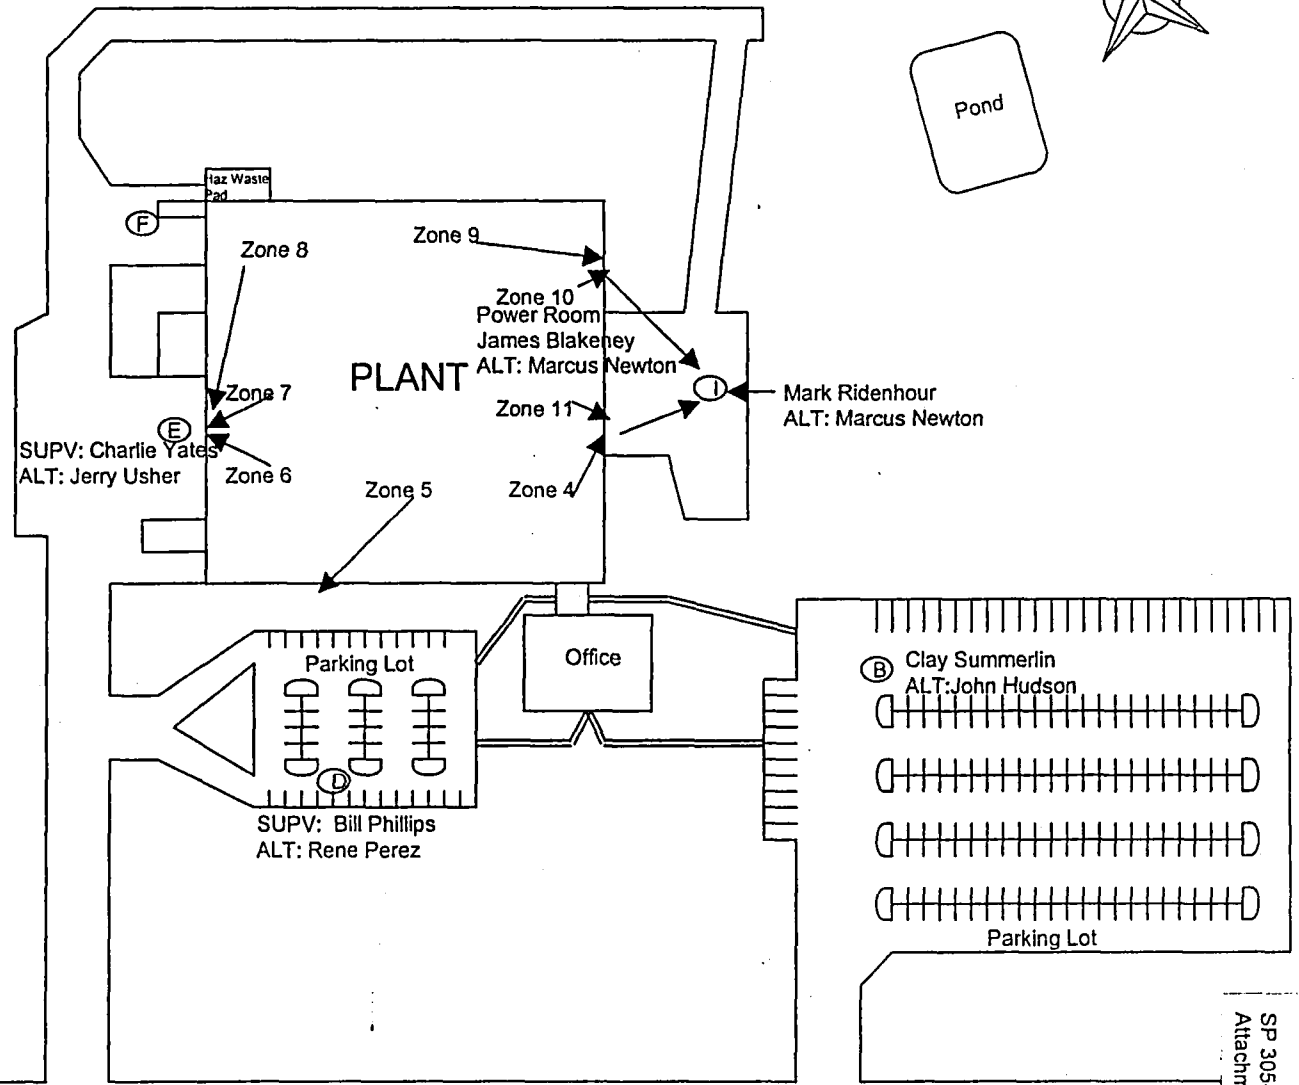 Pond
Haz Waste
Pad
F
Zone 8
Zone 9
Zone 10
Power Room
James Blakeney
ALT: Marcus Newton
PLANT
I
Mark Ridenhour
ALT: Marcus Newton
Zone 7
Zone 11
E
SUPV: Charlie Yates
ALT: Jerry Usher
Zone 6
Zone 5
Zone 4
Parking Lot
Office
B
Clay Summerlin
ALT:John Hudson
D
SUPV: Bill Phillips
ALT: Rene Perez
Parking Lot
SP 305